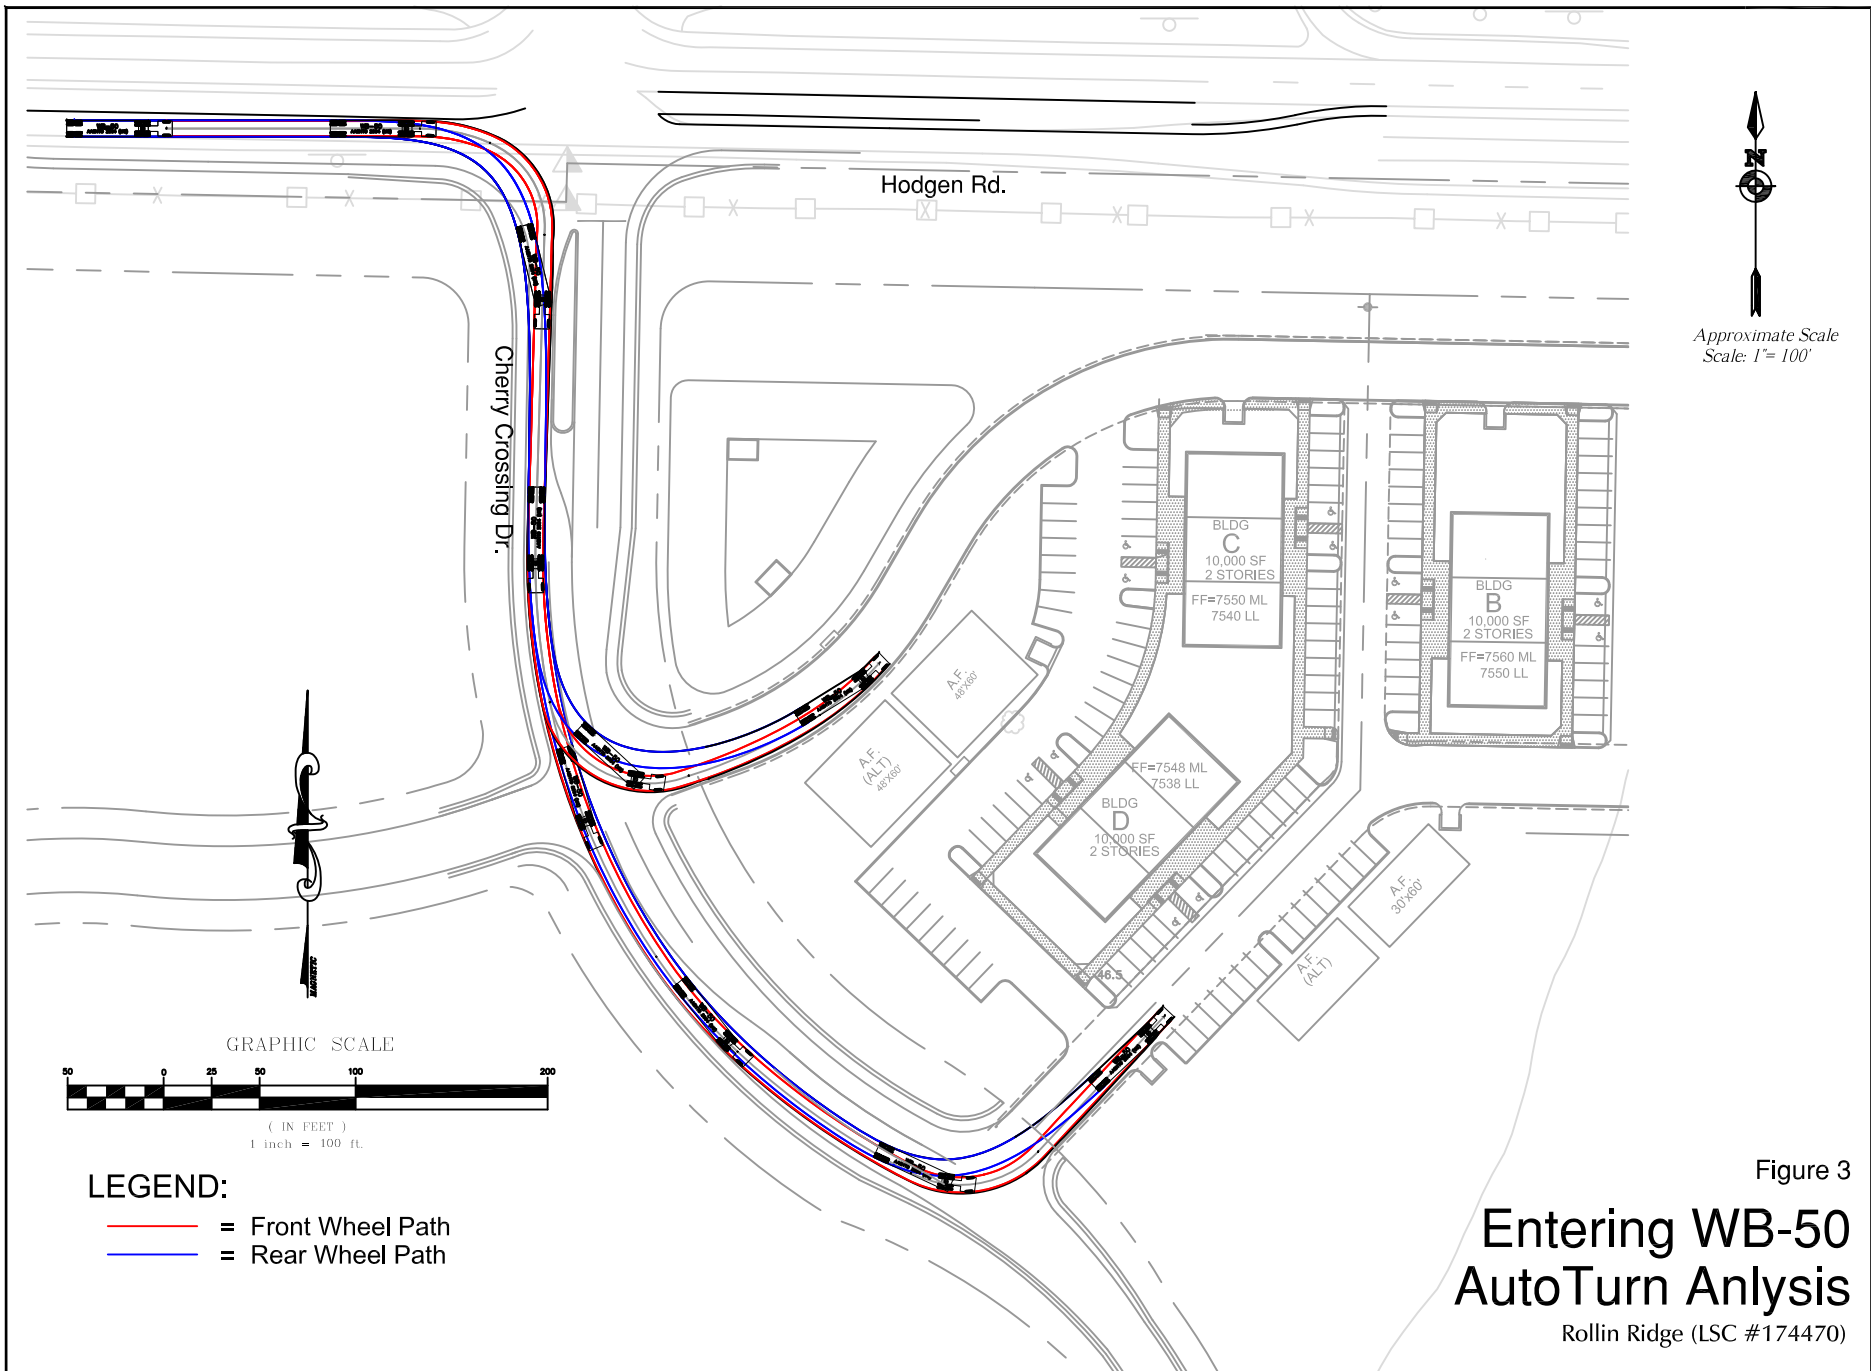 Hodgen Rd.
N
Approximate Scale
Scale: 1"= 100'
Cherry Crossing Dr.
BLDG
C
10,000 SF
2 STORIES
FF=7550 ML
7540 LL
BLDG
B
10,000 SF
2 STORIES
FF=7560 ML
7550 LL
A.F.
48'X60'
A.F.
(ALT)
48'X60'
FF=7548 ML
7538 LL
BLDG
D
10,000 SF
2 STORIES
A.F.
30'x60'
A.F.
(ALT)
46.5
MAGNETIC
GRAPHIC SCALE
50 0 25 50 100 200
( IN FEET )
1 inch = 100 ft.
LEGEND:
= Front Wheel Path
= Rear Wheel Path
Figure 3
Entering WB-50
AutoTurn Anlysis
Rollin Ridge (LSC #174470)